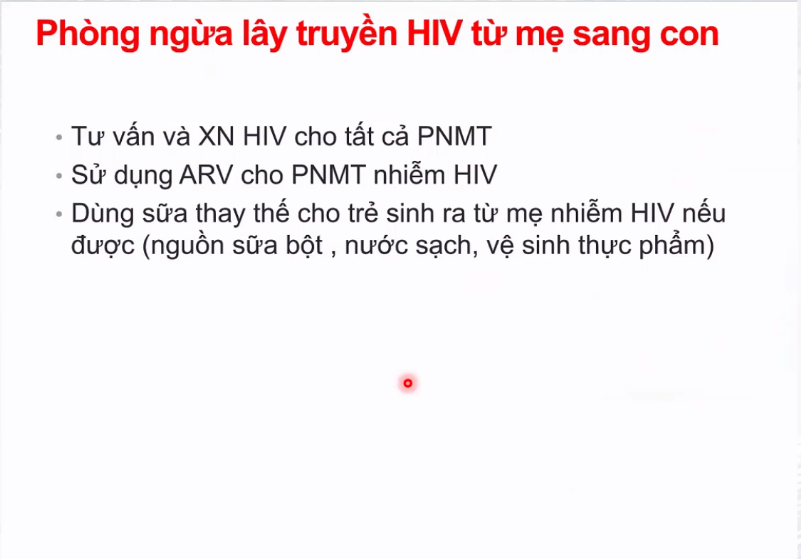 Phòng ngừa lây truyền HIV từ mẹ sang con
• Tư vấn và XN HIV cho tất cả PNMT
• Sử dụng ARV cho PNMT nhiễm HIV
• Dùng sữa thay thế cho trẻ sinh ra từ mẹ nhiễm HIV nếu
được (nguồn sữa bột , nước sạch, vệ sinh thực phẩm)